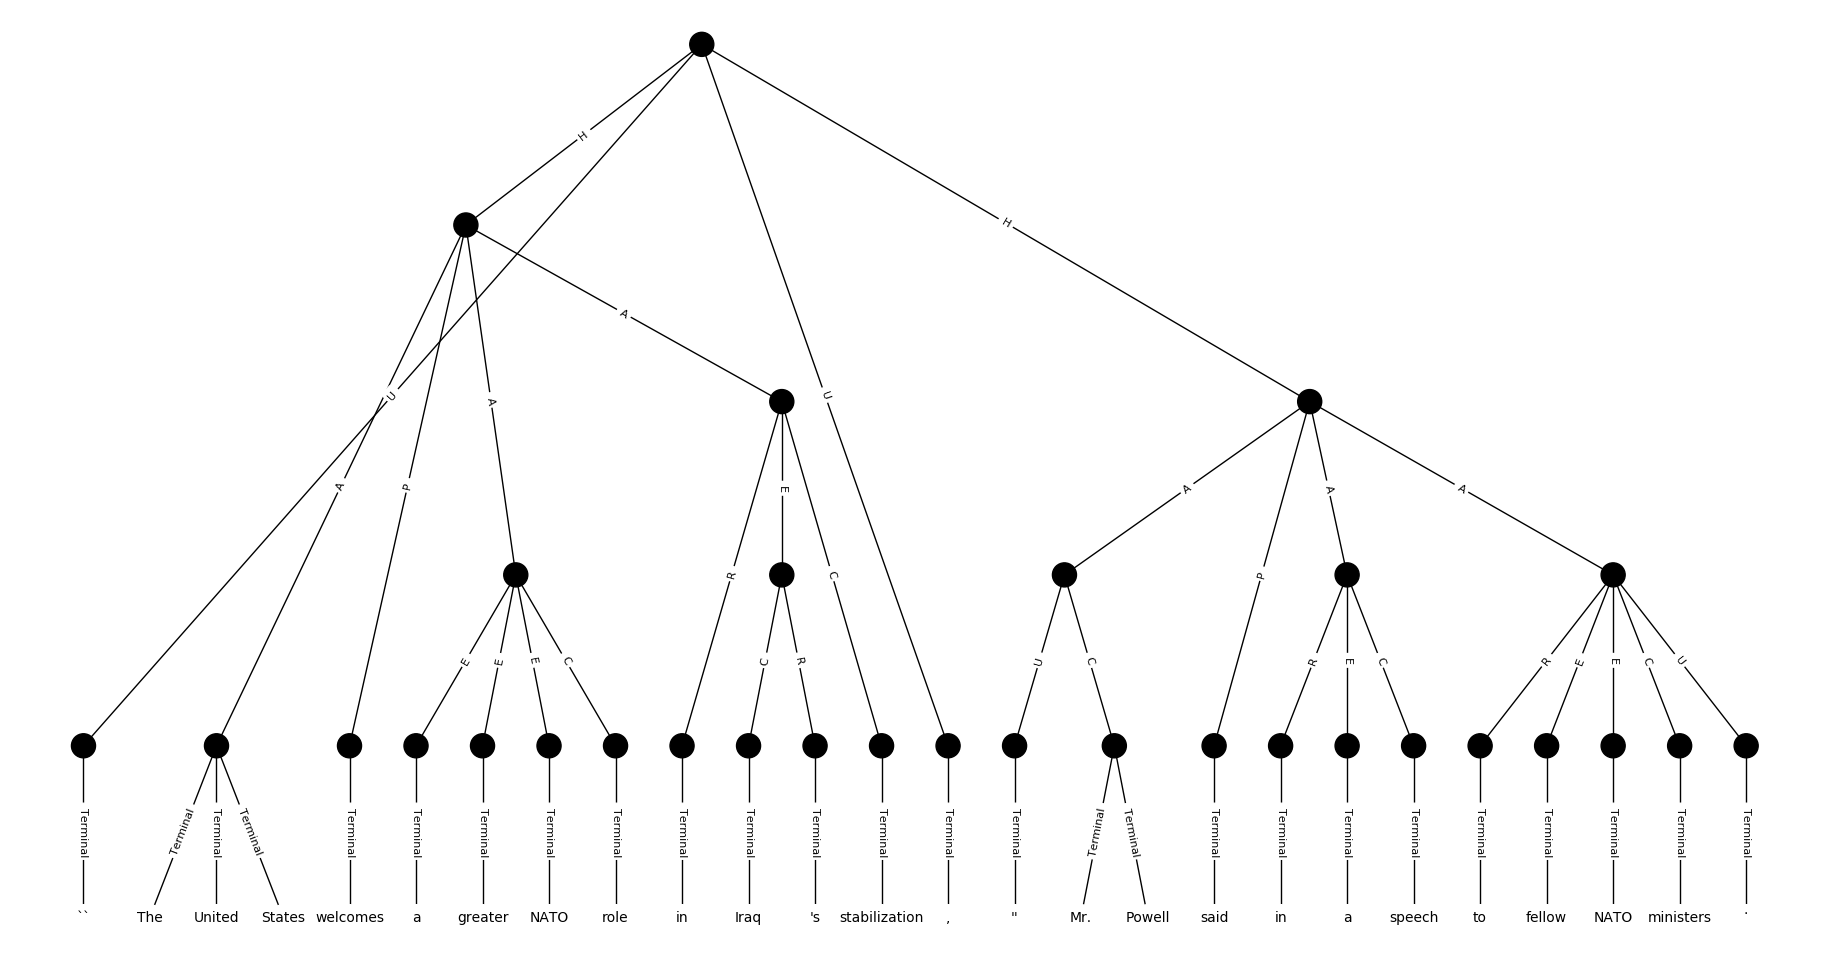 H
H
A
U
U
A
A
P
E
A
A
A
A
R
C
P
E
E
E
C
C
R
U
C
R
E
C
R
E
E
C
U
Terminal Terminal Terminal Terminal Terminal Terminal Terminal Terminal Terminal Terminal Terminal Terminal Terminal Terminal Terminal Terminal Terminal Terminal Terminal Terminal Terminal Terminal Terminal Terminal Terminal Terminal
`` The United States welcomes a greater NATO role in Iraq 's stabilization , " Mr. Powell said in a speech to fellow NATO ministers .